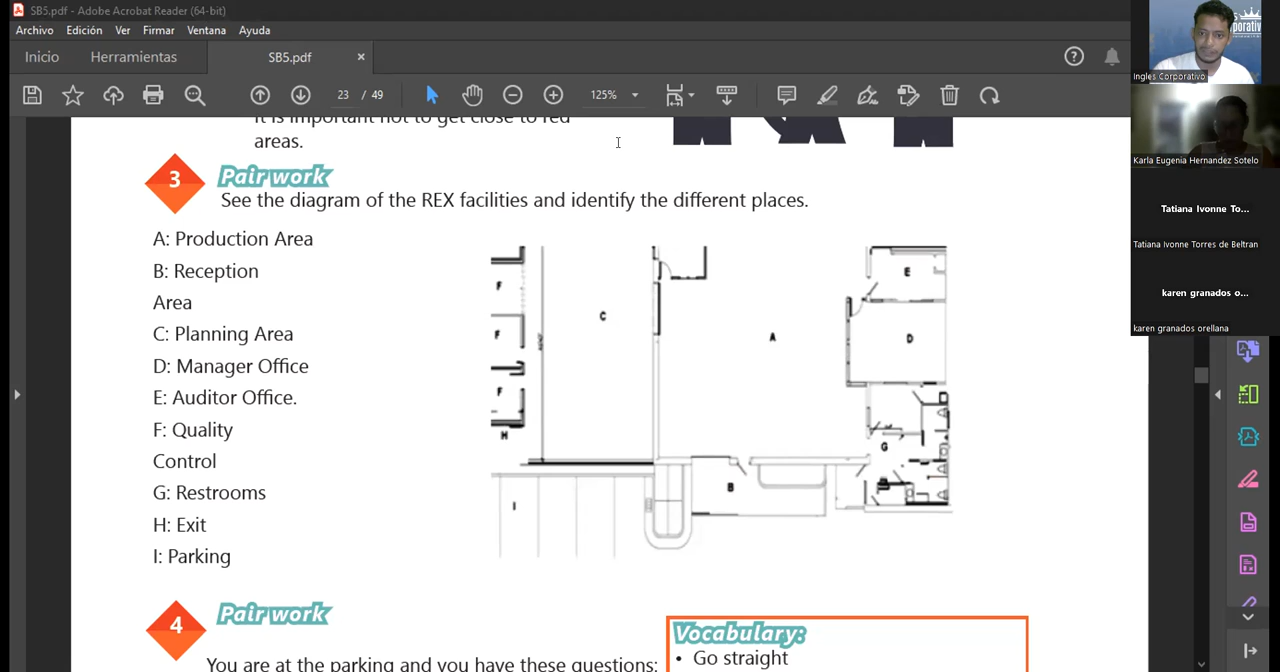 SB5.pdf - Adobe Acrobat Reader (64-bit)
Archivo Edición Ver Firmar Ventana Ayuda
Inicio Herramientas SB5.pdf
23 / 49 125%
It is important not to get close to red
areas.
3 Pair work
See the diagram of the REX facilities and identify the different places.
A: Production Area
B: Reception
Area
C: Planning Area
D: Manager Office
E: Auditor Office.
F: Quality
Control
G: Restrooms
H: Exit
I: Parking
F
F
F
H
C
A
E
D
G
B
I
4 Pair work
You are at the parking and you have these questions:
Vocabulary:
• Go straight
Ingles Corporativo
Karla Eugenia Hernandez Sotelo
Tatiana Ivonne To...
Tatiana Ivonne Torres de Beltran
karen granados o...
karen granados orellana